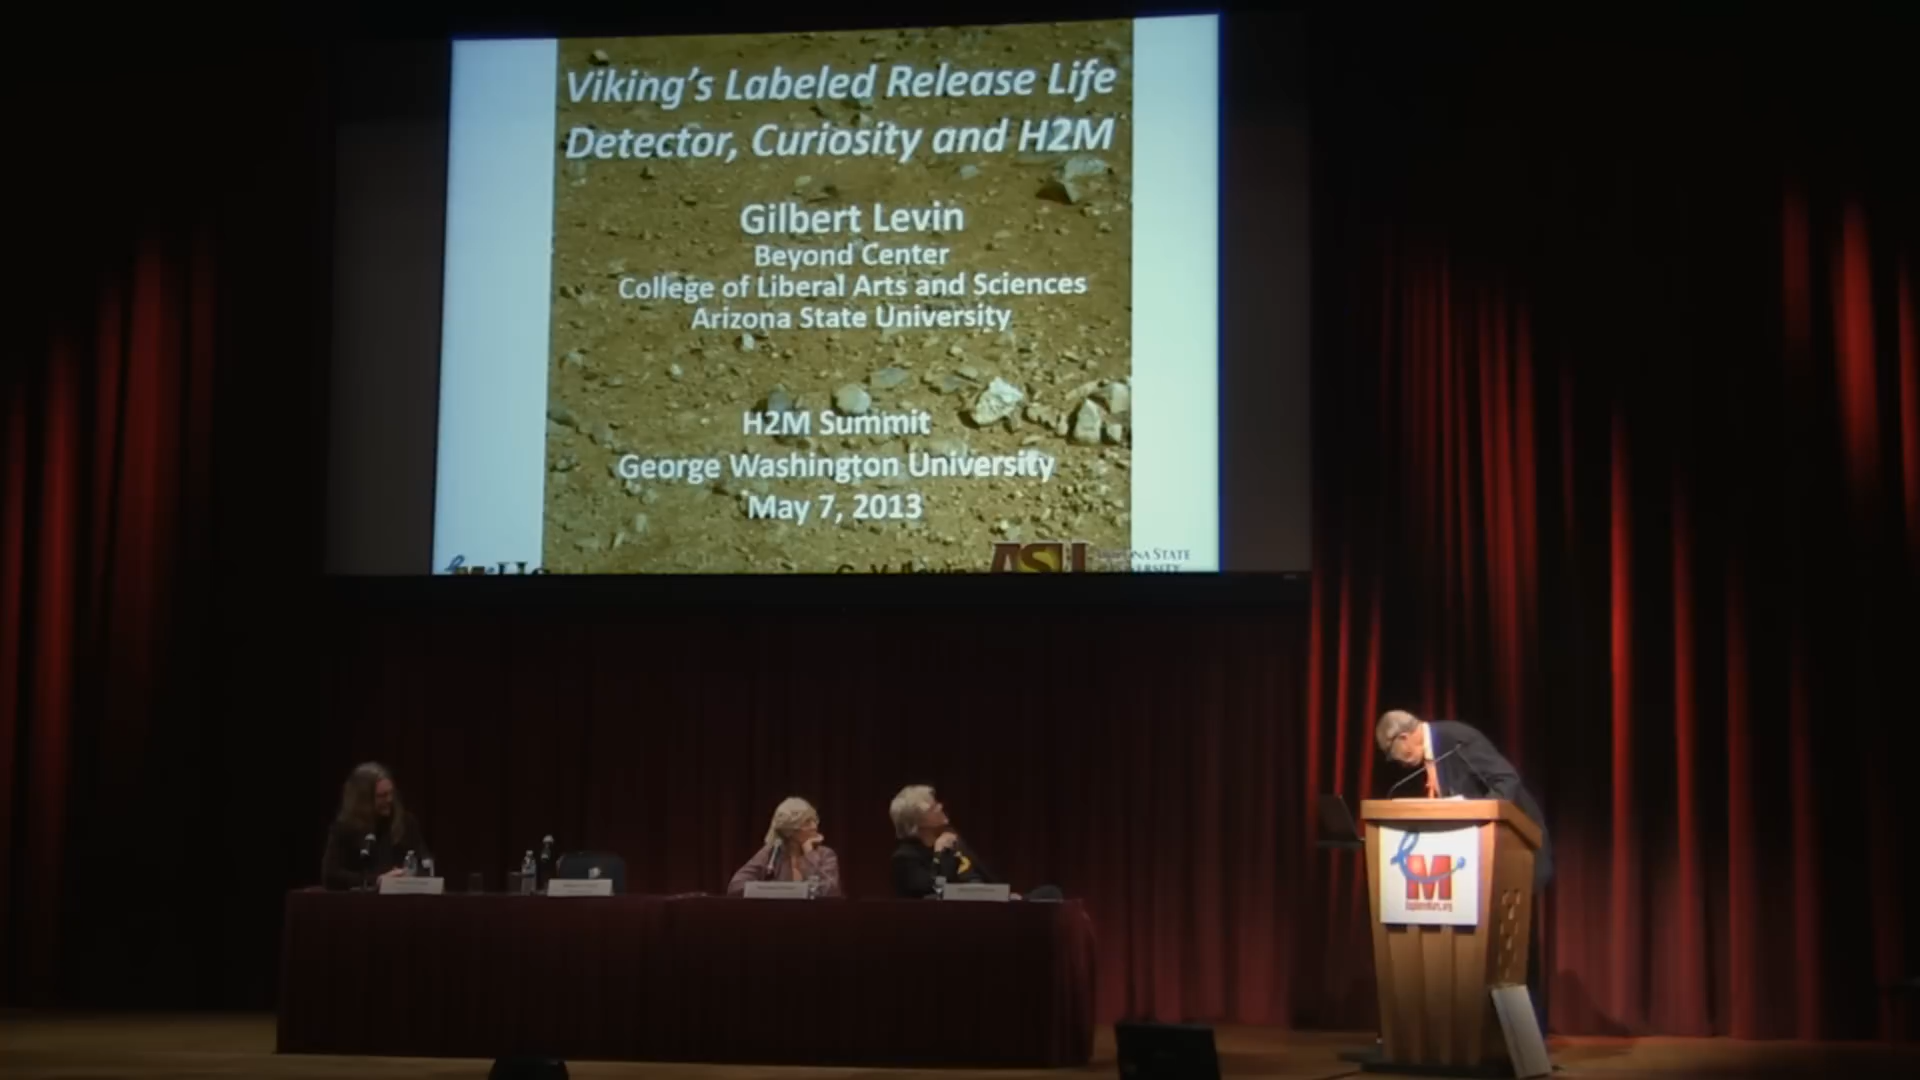 Viking's Labeled Release Life
Detector, Curiosity and H2M
Gilbert Levin
Beyond Center
College of Liberal Arts and Sciences
Arizona State University
H2M Summit
George Washington University
May 7, 2013
ASU
M